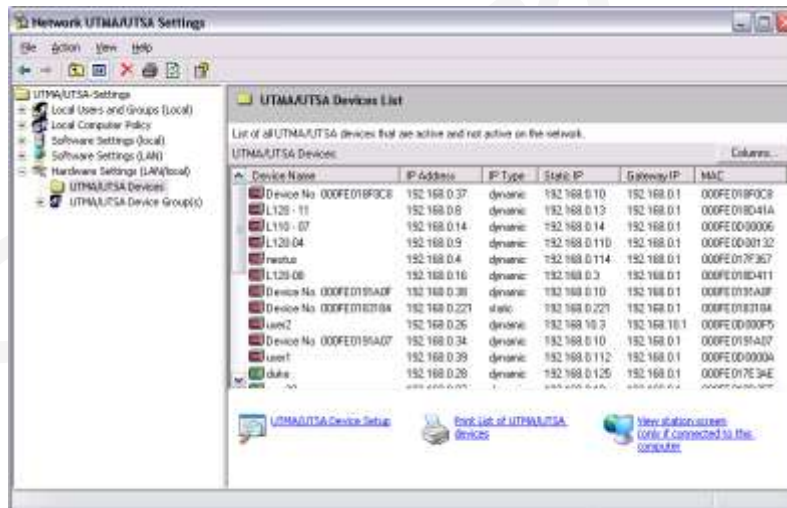 Network UTMA/UTSA Settings
File Action View Help
UTMA/UTSA-Settings
Local Users and Groups (Local)
Local Computer Policy
Software Settings (local)
Software Settings (LAN)
Hardware Settings (LAN/local)
UTMA/UTSA Devices
UTMA/UTSA Device Group(s)
UTMA/UTSA Devices List
List of all UTMA/UTSA devices that are active and not active on the network.
UTMA/UTSA Devices: Columns...
Device Name IP Address IP Type Static IP Gateway IP MAC
Device No. 000FE018F0C8 192.168.0.37 dynamic 192.168.0.10 192.168.0.1 000FE018F0C8
L120 - 11 192.168.0.8 dynamic 192.168.0.13 192.168.0.1 000FE018D41A
L110 - 07 192.168.0.14 dynamic 192.168.0.14 192.168.0.1 000FE0D00006
L120-04 192.168.0.9 dynamic 192.168.0.110 192.168.0.1 000FE0D00132
neotus 192.168.0.4 dynamic 192.168.0.114 192.168.0.1 000FE017F367
L120-08 192.168.0.16 dynamic 192.168.0.3 192.168.0.1 000FE018D411
Device No. 000FE0191A0F 192.168.0.38 dynamic 192.168.0.10 192.168.0.1 000FE0191A0F
Device No. 000FE0183184 192.168.0.221 static 192.168.0.221 192.168.0.1 000FE0183184
user2 192.168.0.26 dynamic 192.168.10.3 192.168.10.1 000FE0D000F5
Device No. 000FE0191A07 192.168.0.34 dynamic 192.168.0.10 192.168.0.1 000FE0191A07
user1 192.168.0.39 dynamic 192.168.0.112 192.168.0.1 000FE0D0000A
duke 192.168.0.28 dynamic 192.168.0.125 192.168.0.1 000FE017E3AE
UTMA/UTSA Device Setup
Print List of UTMA/UTSA devices
View station screen (only if connected to this computer)